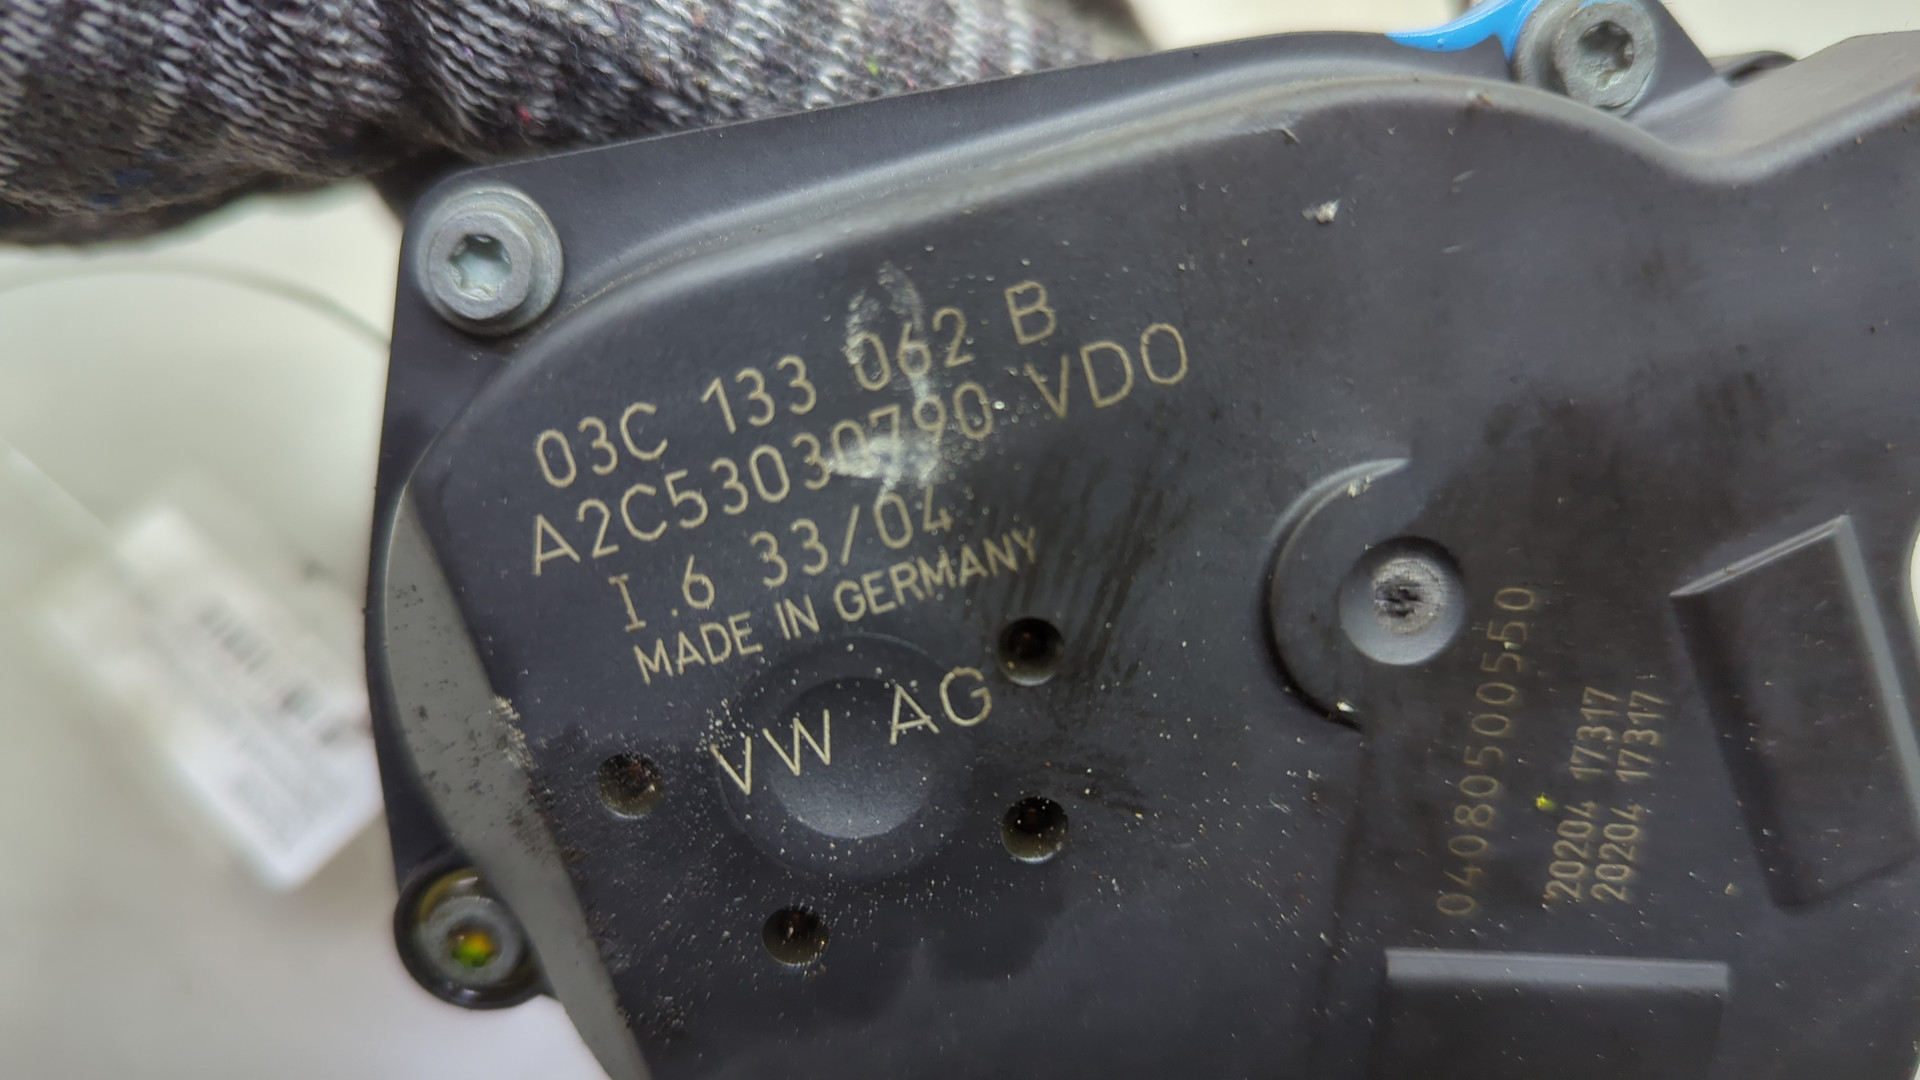 03C 133 062 B
A2C53030790 VDO
I.6 33/04
MADE IN GERMANY
VW AG
04080500550
20204 17317
20204 17317